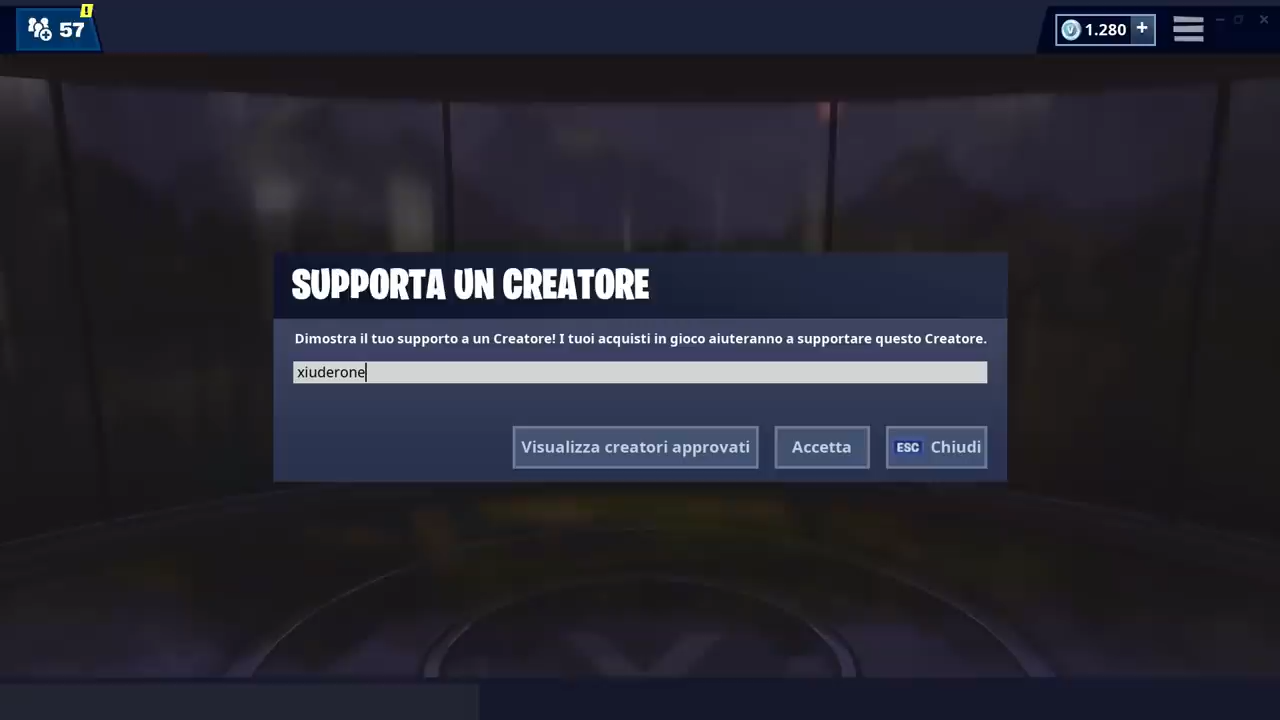 57
!
1.280 +
SUPPORTA UN CREATORE
Dimostra il tuo supporto a un Creatore! I tuoi acquisti in gioco aiuteranno a supportare questo Creatore.
xiuderone
Visualizza creatori approvati
Accetta
ESC Chiudi